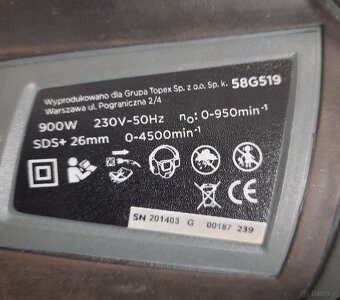 Wyprodukowano dla Grupa Topex Sp. z o.o. Sp. k. 58G519
Warszawa ul. Pograniczna 2/4
900W 230V~50Hz n₀: 0-950min⁻¹
SDS+ 26mm 0-4500min⁻¹
CE
SN 201403 G 00187 239